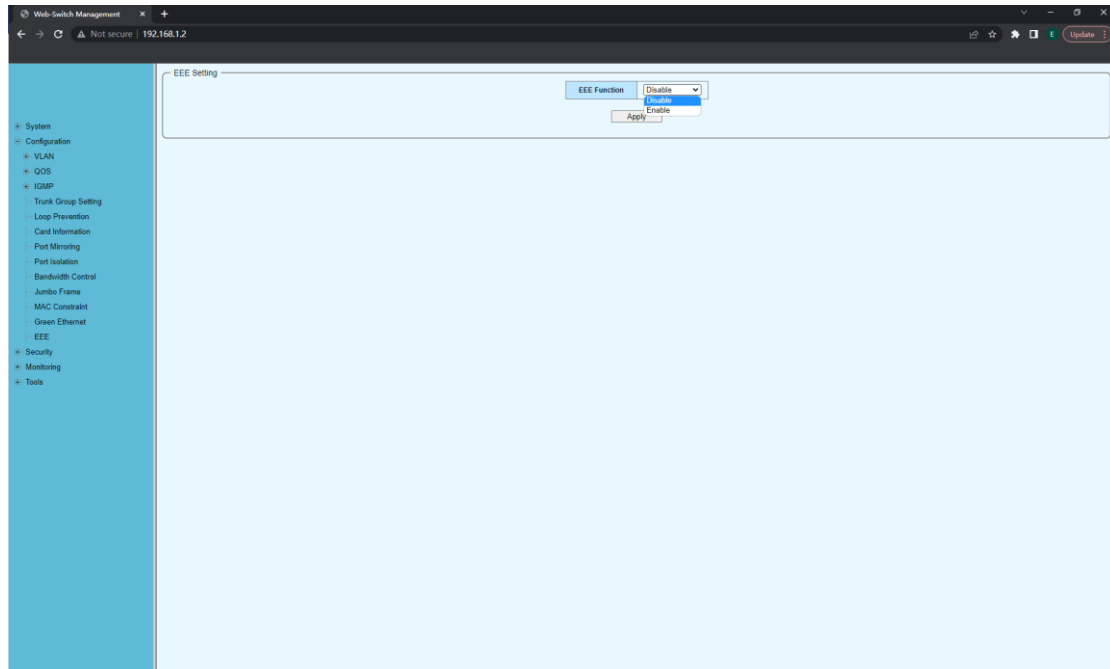 Web-Switch Management
Not secure | 192.168.1.2
E
Update
EEE Setting
EEE Function
Disable
Disable
Enable
Apply
System
Configuration
VLAN
QOS
IGMP
Trunk Group Setting
Loop Prevention
Card Information
Port Mirroring
Port Isolation
Bandwidth Control
Jumbo Frame
MAC Constraint
Green Ethernet
EEE
Security
Monitoring
Tools